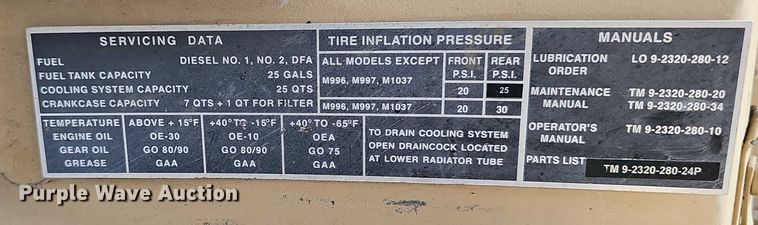 SERVICING DATA
FUEL DIESEL NO. 1, NO. 2, DFA
FUEL TANK CAPACITY 25 GALS
COOLING SYSTEM CAPACITY 25 QTS
CRANKCASE CAPACITY 7 QTS + 1 QT FOR FILTER
TEMPERATURE ABOVE + 15°F +40° TO -15°F +40° TO -65°F
ENGINE OIL OE-30 OE-10 OEA
GEAR OIL GO 80/90 GO 80/90 GO 75
GREASE GAA GAA GAA
TIRE INFLATION PRESSURE
ALL MODELS EXCEPT FRONT REAR
M996, M997, M1037 P.S.I. P.S.I.
20 25
M996, M997, M1037 20 30
TO DRAIN COOLING SYSTEM
OPEN DRAINCOCK LOCATED
AT LOWER RADIATOR TUBE
MANUALS
LUBRICATION LO 9-2320-280-12
ORDER
MAINTENANCE TM 9-2320-280-20
MANUAL TM 9-2320-280-34
OPERATOR'S TM 9-2320-280-10
MANUAL
PARTS LIST TM 9-2320-280-24P
Purple Wave Auction